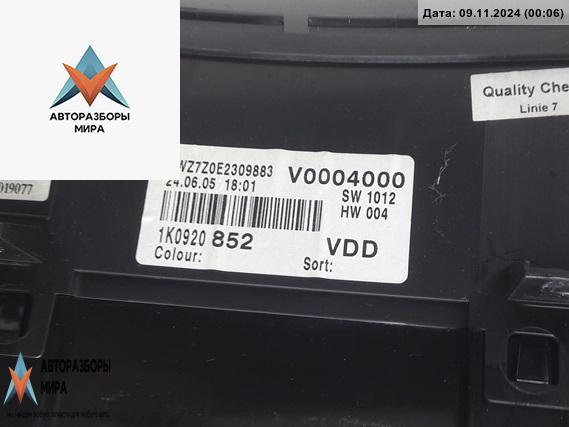 Дата: 09.11.2024 (00:06)
АВТОРАЗБОРЫ
МИРА
Quality Che
Linie 7
019077
WZ7Z0E2309883 V0004000
24.06.05 18:01 SW 1012
HW 004
1K0920 852 VDD
Colour: Sort:
АВТОРАЗБОРЫ
МИРА